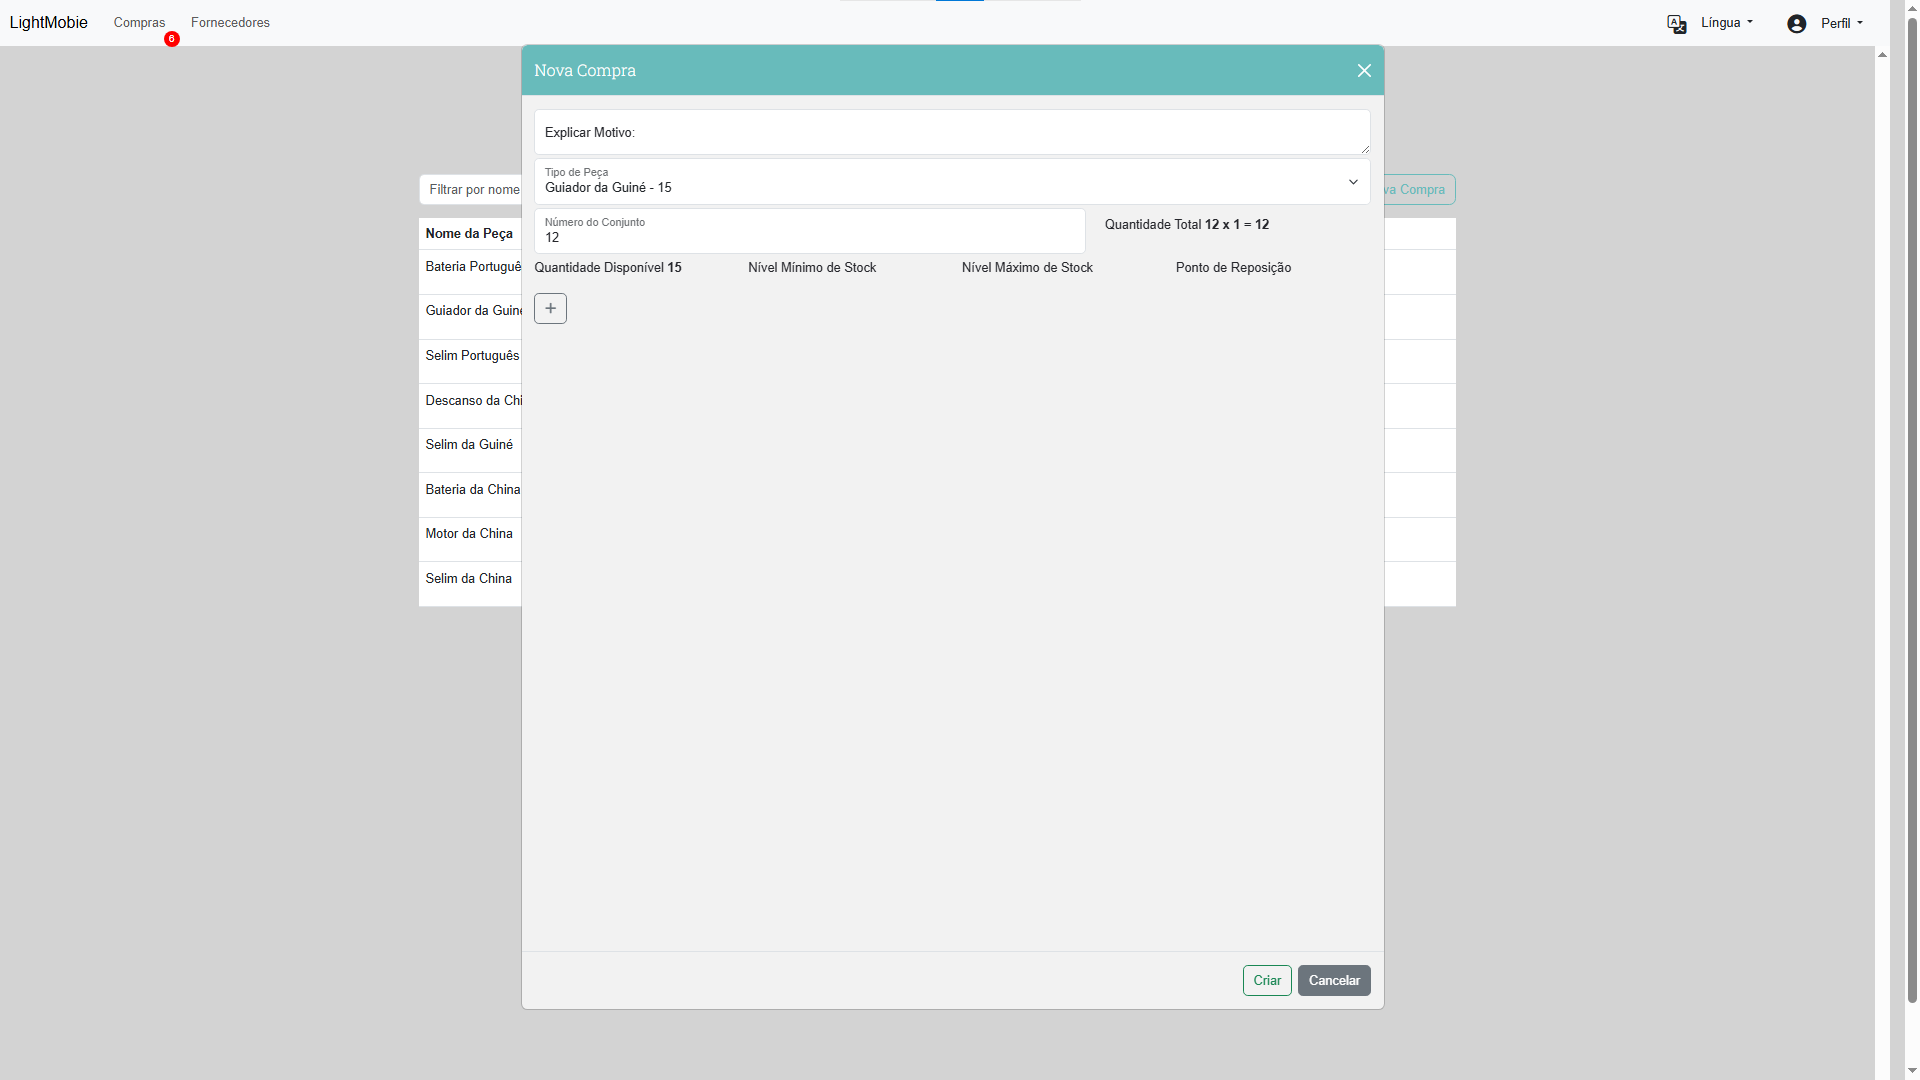 LightMobie
Compras
6
Fornecedores
Língua
Perfil
Nova Compra
Explicar Motivo:
Tipo de Peça
Guiador da Guiné - 15
Filtrar por nome
va Compra
Número do Conjunto
12
Quantidade Total 12 x 1 = 12
Nome da Peça
Quantidade Disponível 15
Nível Mínimo de Stock
Nível Máximo de Stock
Ponto de Reposição
Bateria Portuguê
Guiador da Guiné
Selim Português
Descanso da Chi
Selim da Guiné
Bateria da China
Motor da China
Selim da China
Criar
Cancelar